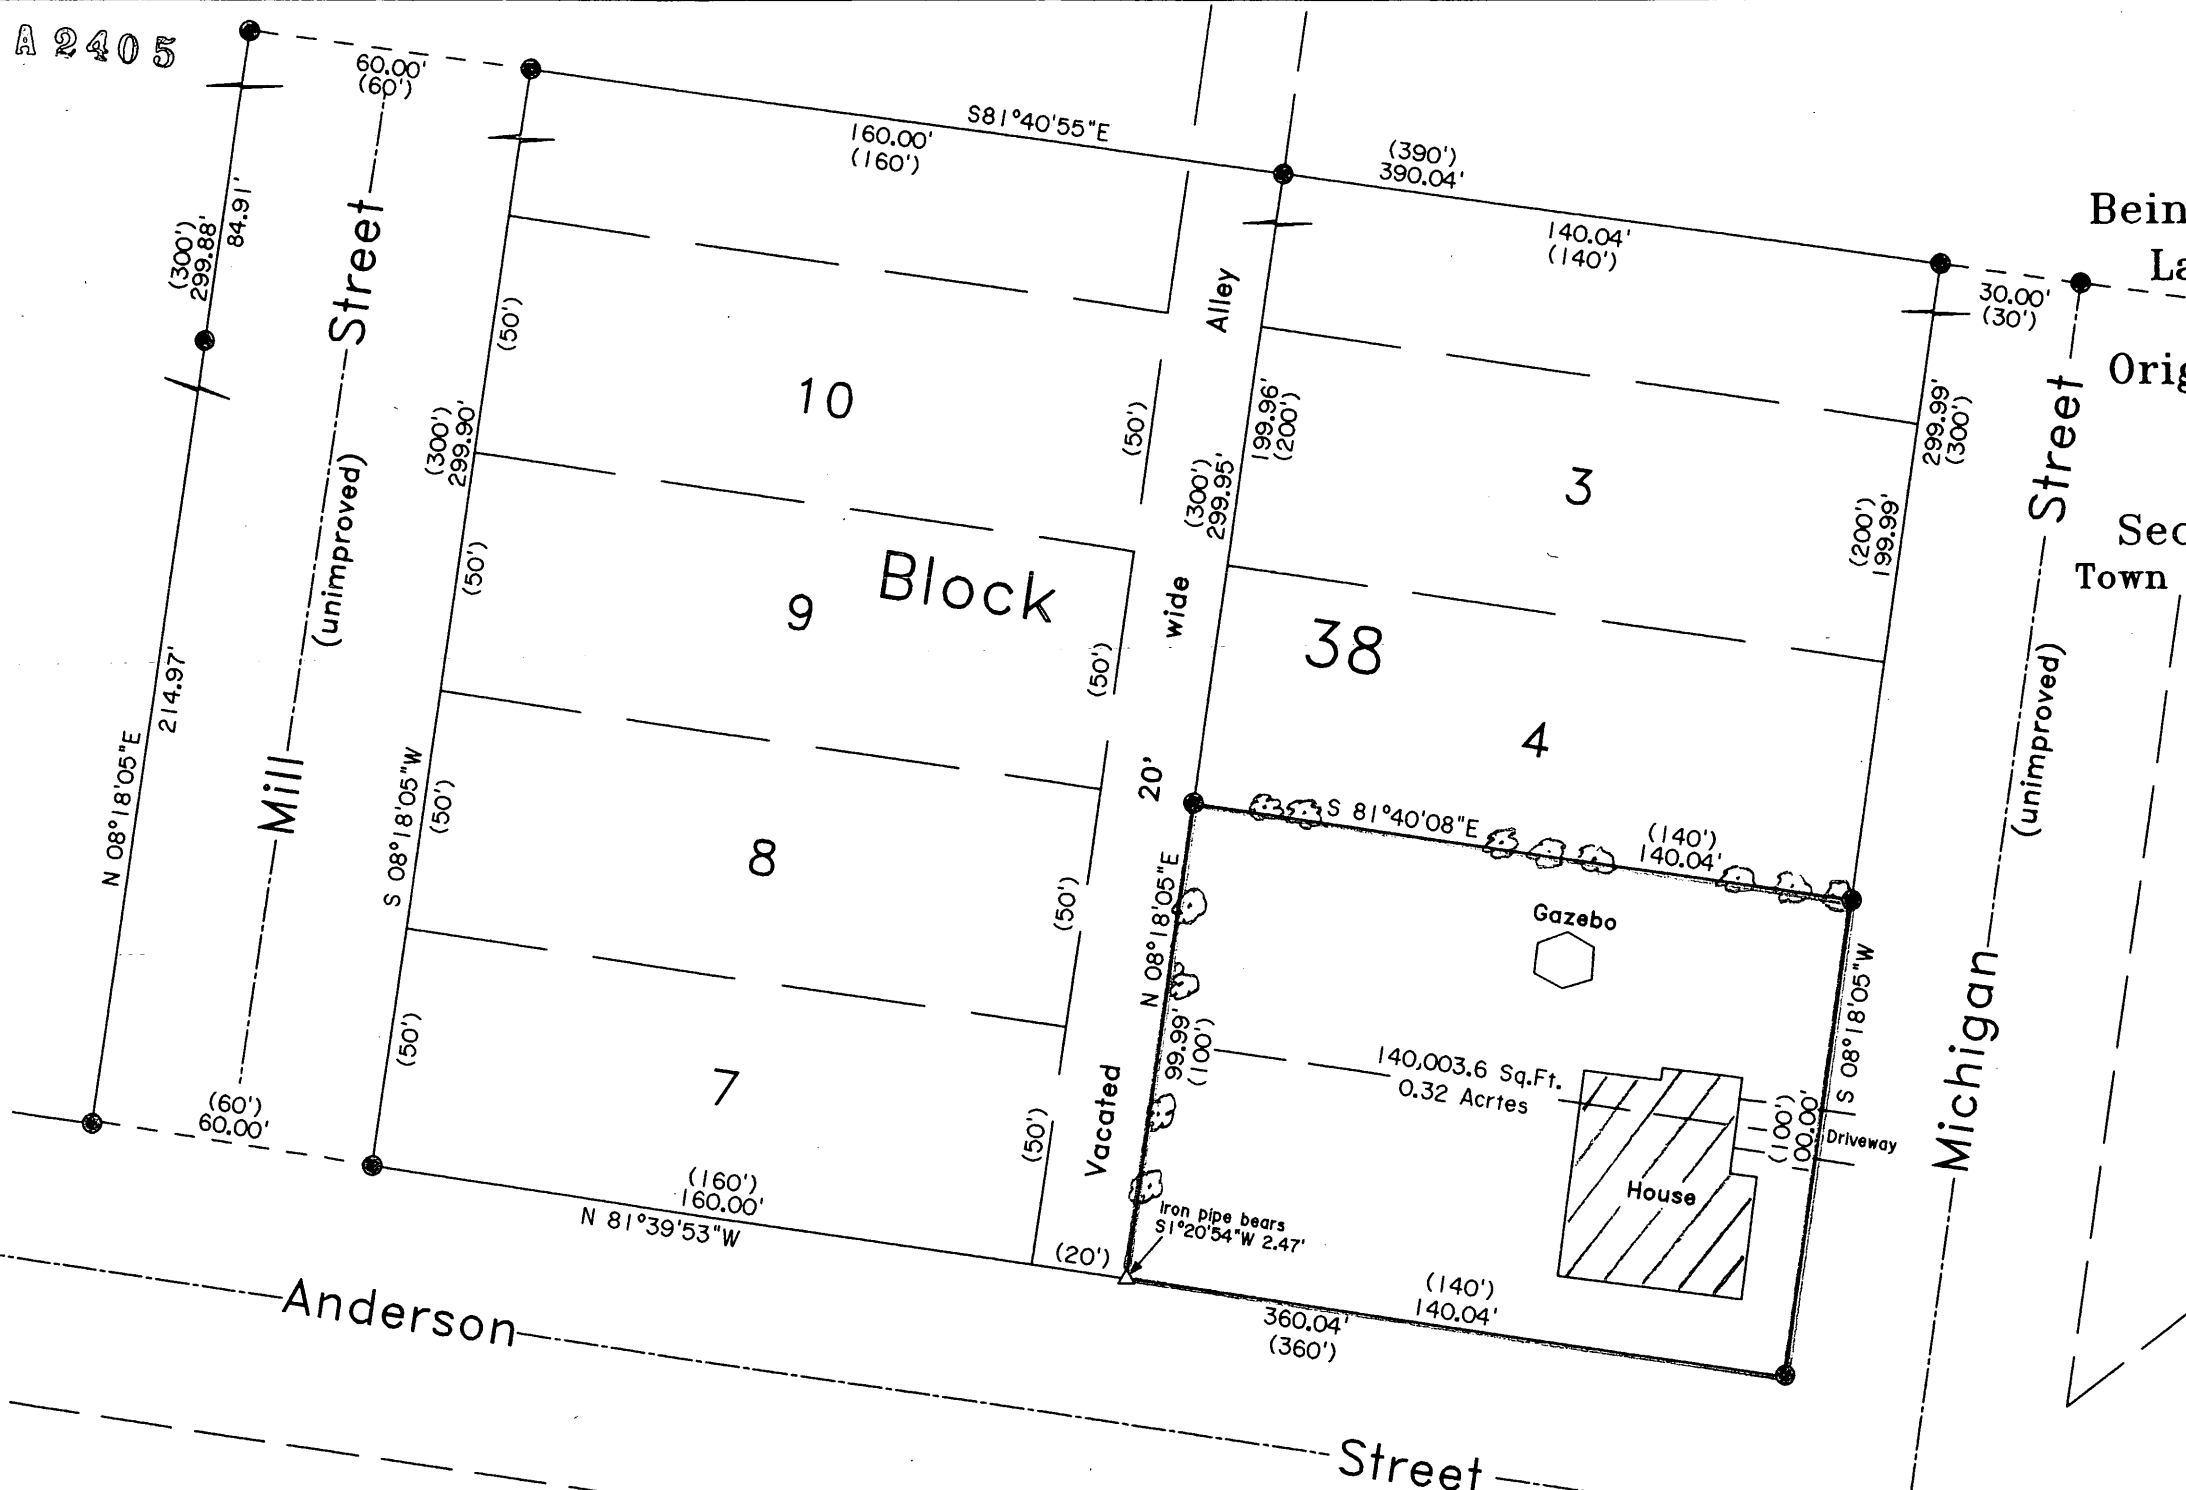 A 2405
60.00'
(60')
S81°40'55"E
160.00'
(160')
(390')
390.04'
140.04'
(140')
30.00'
(30')
Bein
La
Orig
Sec
Town
(300')
299.88'
84.91'
Street
(unimproved)
Mill
214.97'
N 08°18'05"E
(50')
(300')
299.90'
(50')
S 08°18'05"W
(50')
(50')
10
9
8
7
Block
38
(50')
(50')
(50')
(50')
Alley
wide
20'
Vacated
199.96'
(200')
(300')
299.95'
3
4
299.99'
(300')
(200')
199.99'
Street
(unimproved)
Michigan
S 81°40'08"E
(140')
140.04'
N 08°18'05"E
99.99'
(100')
Gazebo
140,003.6 Sq.Ft.
0.32 Acrtes
S 08°18'05"W
(100')
100.00'
Driveway
House
Iron pipe bears
S1°20'54"W 2.47'
(60')
60.00'
(160')
160.00'
N 81°39'53"W
(20')
(140')
140.04'
360.04'
(360')
Anderson
Street